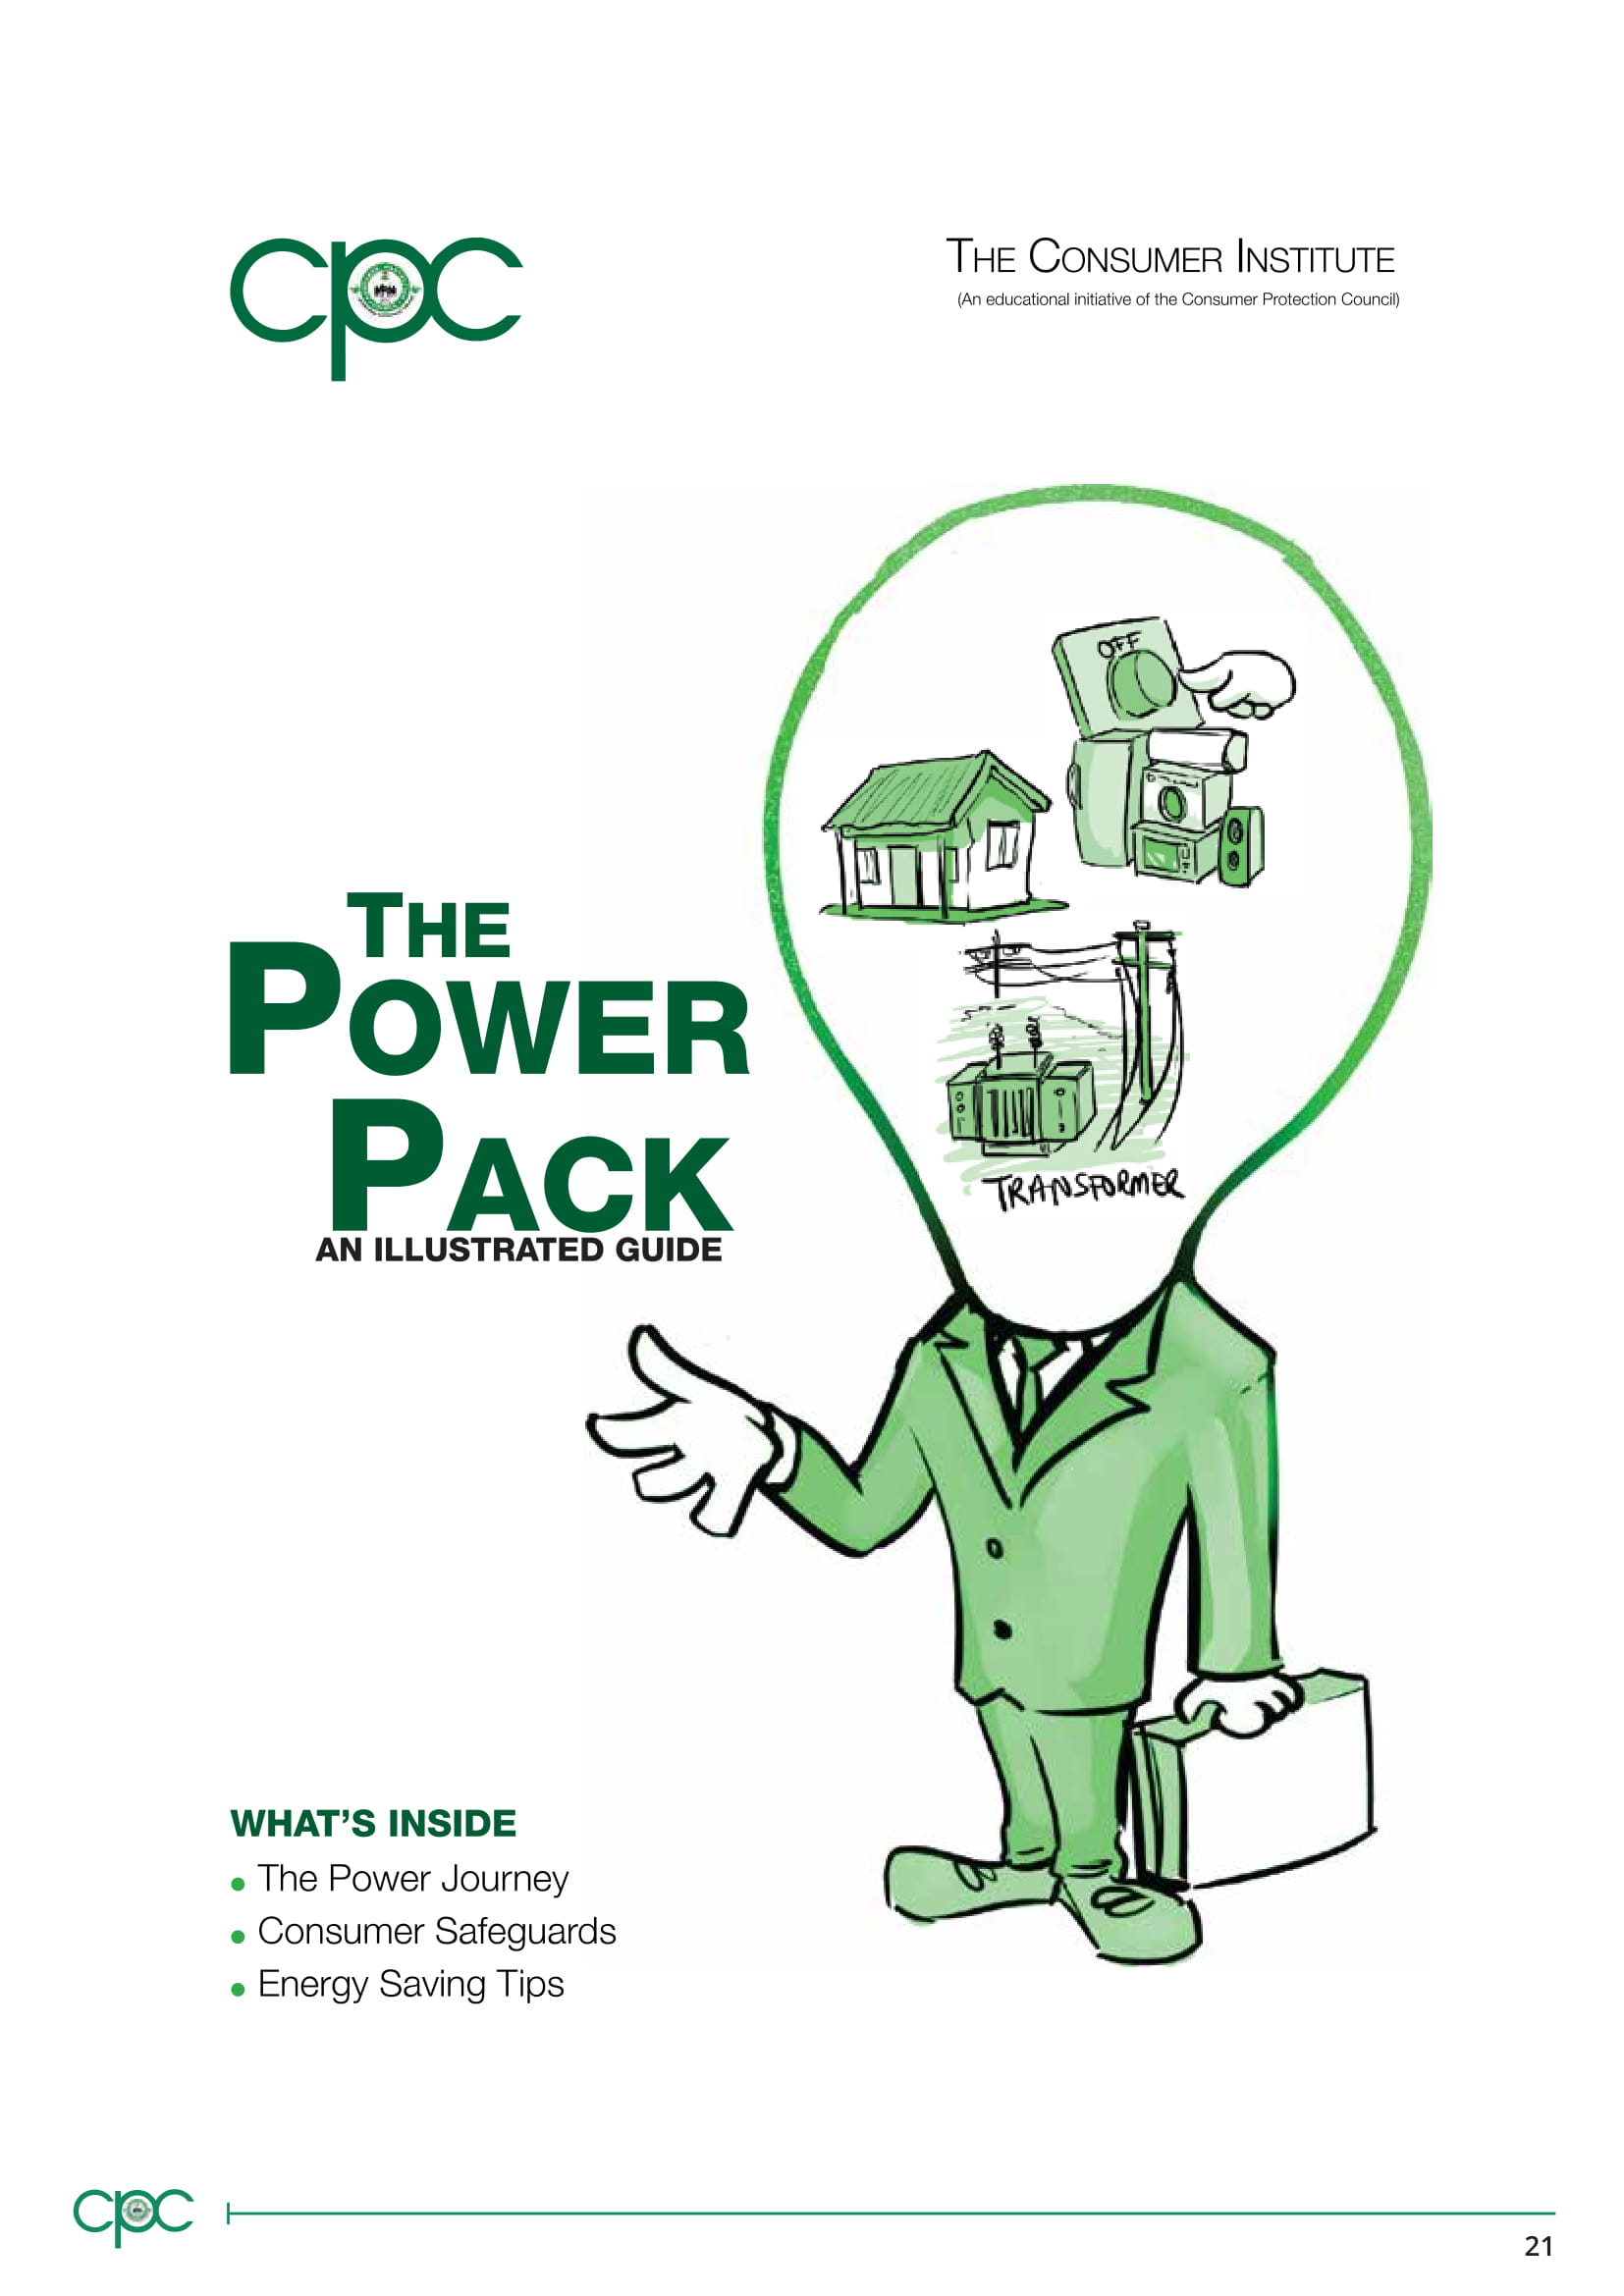 cpc
THE CONSUMER INSTITUTE
(An educational initiative of the Consumer Protection Council)
OFF
TRANSFORMER
THE
POWER
PACK
AN ILLUSTRATED GUIDE
WHAT'S INSIDE
• The Power Journey
• Consumer Safeguards
• Energy Saving Tips
cpc
21